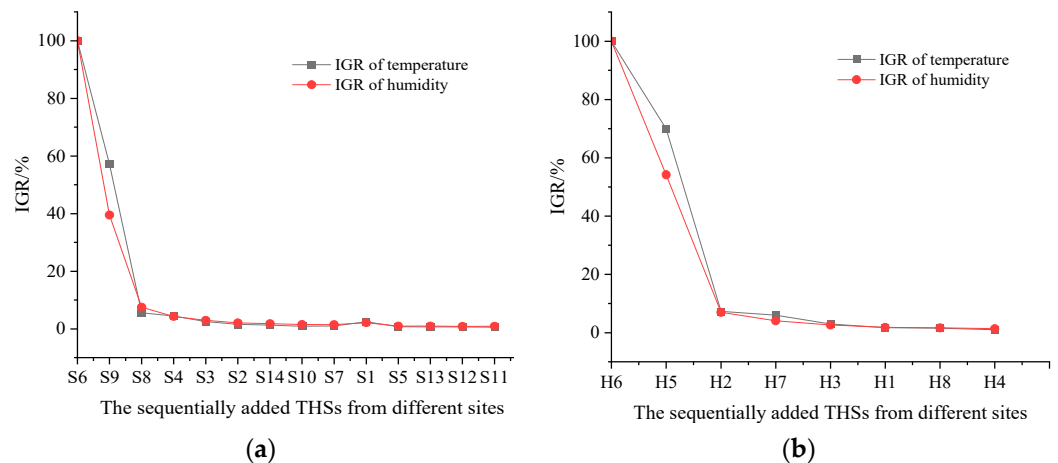 100
80
60
40
20
0
IGR/%
IGR of temperature
IGR of humidity
S6 S9 S8 S4 S3 S2 S14 S10 S7 S1 S5 S13 S12 S11
The sequentially added THSs from different sites
(a)
100
80
60
40
20
0
IGR/%
IGR of temperature
IGR of humidity
H6 H5 H2 H7 H3 H1 H8 H4
The sequentially added THSs from different sites
(b)